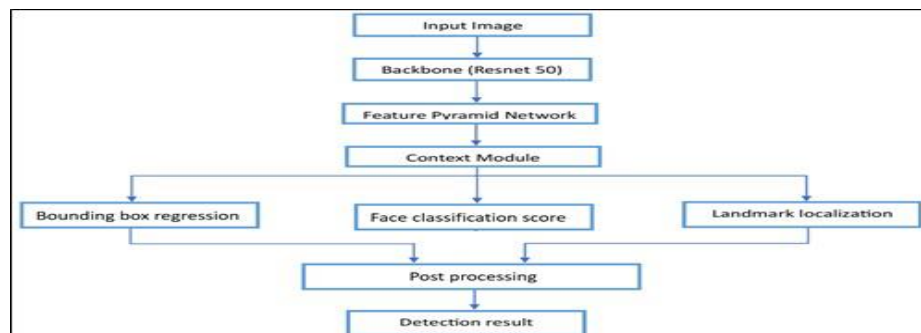 Input Image
Backbone (Resnet 50)
Feature Pyramid Network
Context Module
Bounding box regression
Face classification score
Landmark localization
Post processing
Detection result